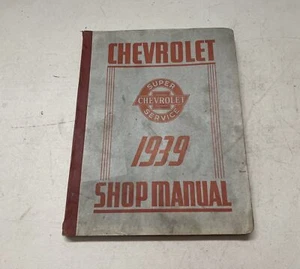 CHEVROLET
SUPER
CHEVROLET
SERVICE
1939
SHOP MANUAL